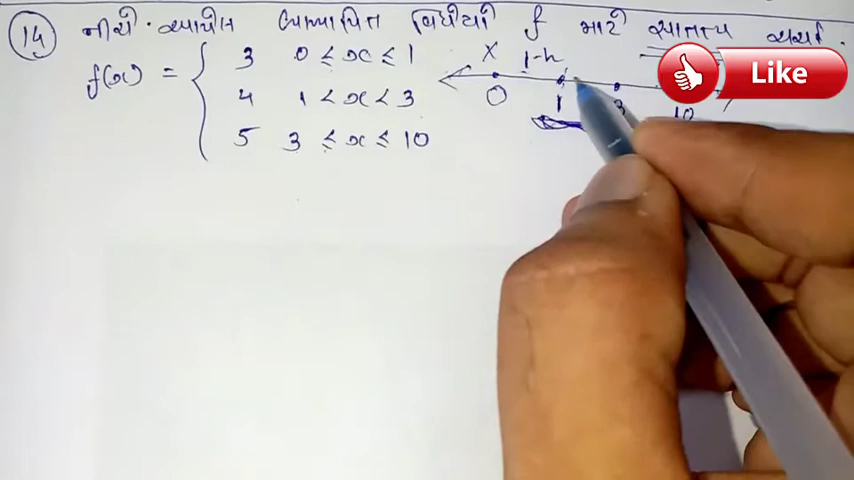 14 નીચે આપેલ વ્યાખ્યાયિત વિધેયો f માટે સાતત્ય ચર્ચો.
f(x) = { 3 0 ≤ x ≤ 1
4 1 < x < 3
5 3 ≤ x ≤ 10
X 1-h
0 1 3 10
Like